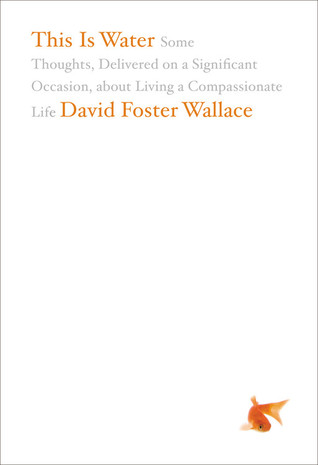 This Is Water Some
Thoughts, Delivered on a Significant
Occasion, about Living a Compassionate
Life David Foster Wallace